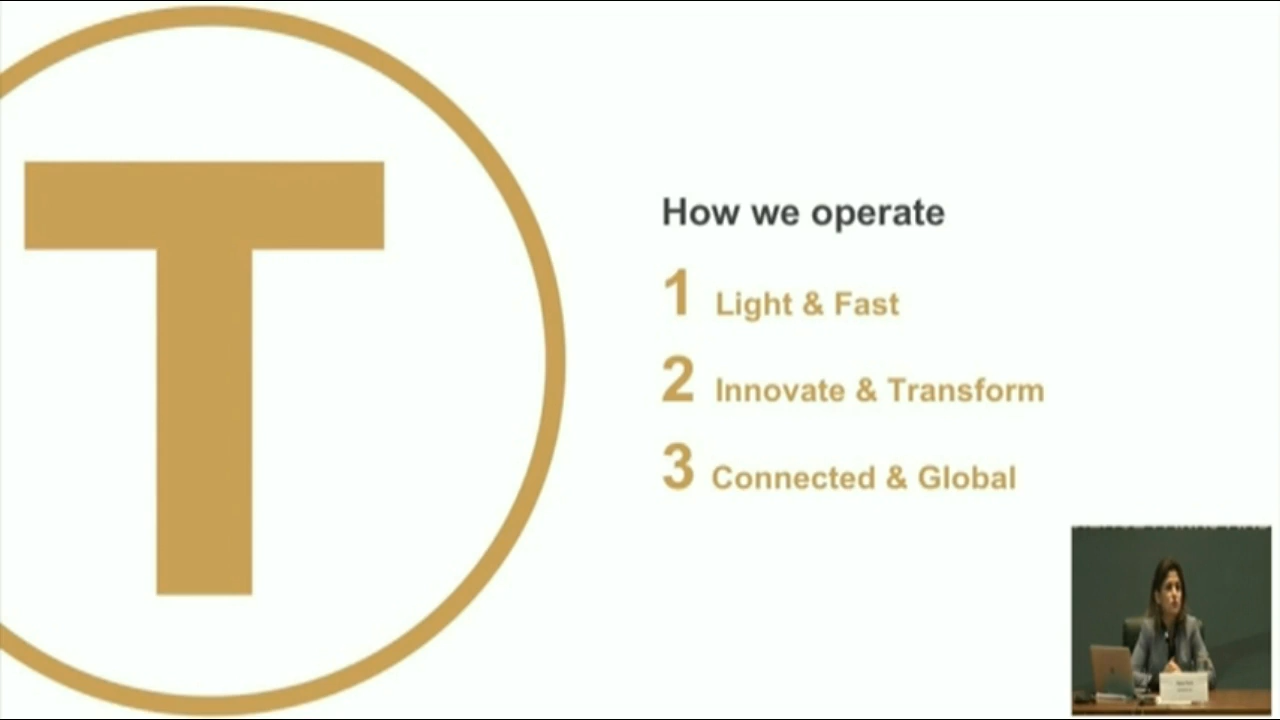 T
How we operate
1 Light & Fast
2 Innovate & Transform
3 Connected & Global